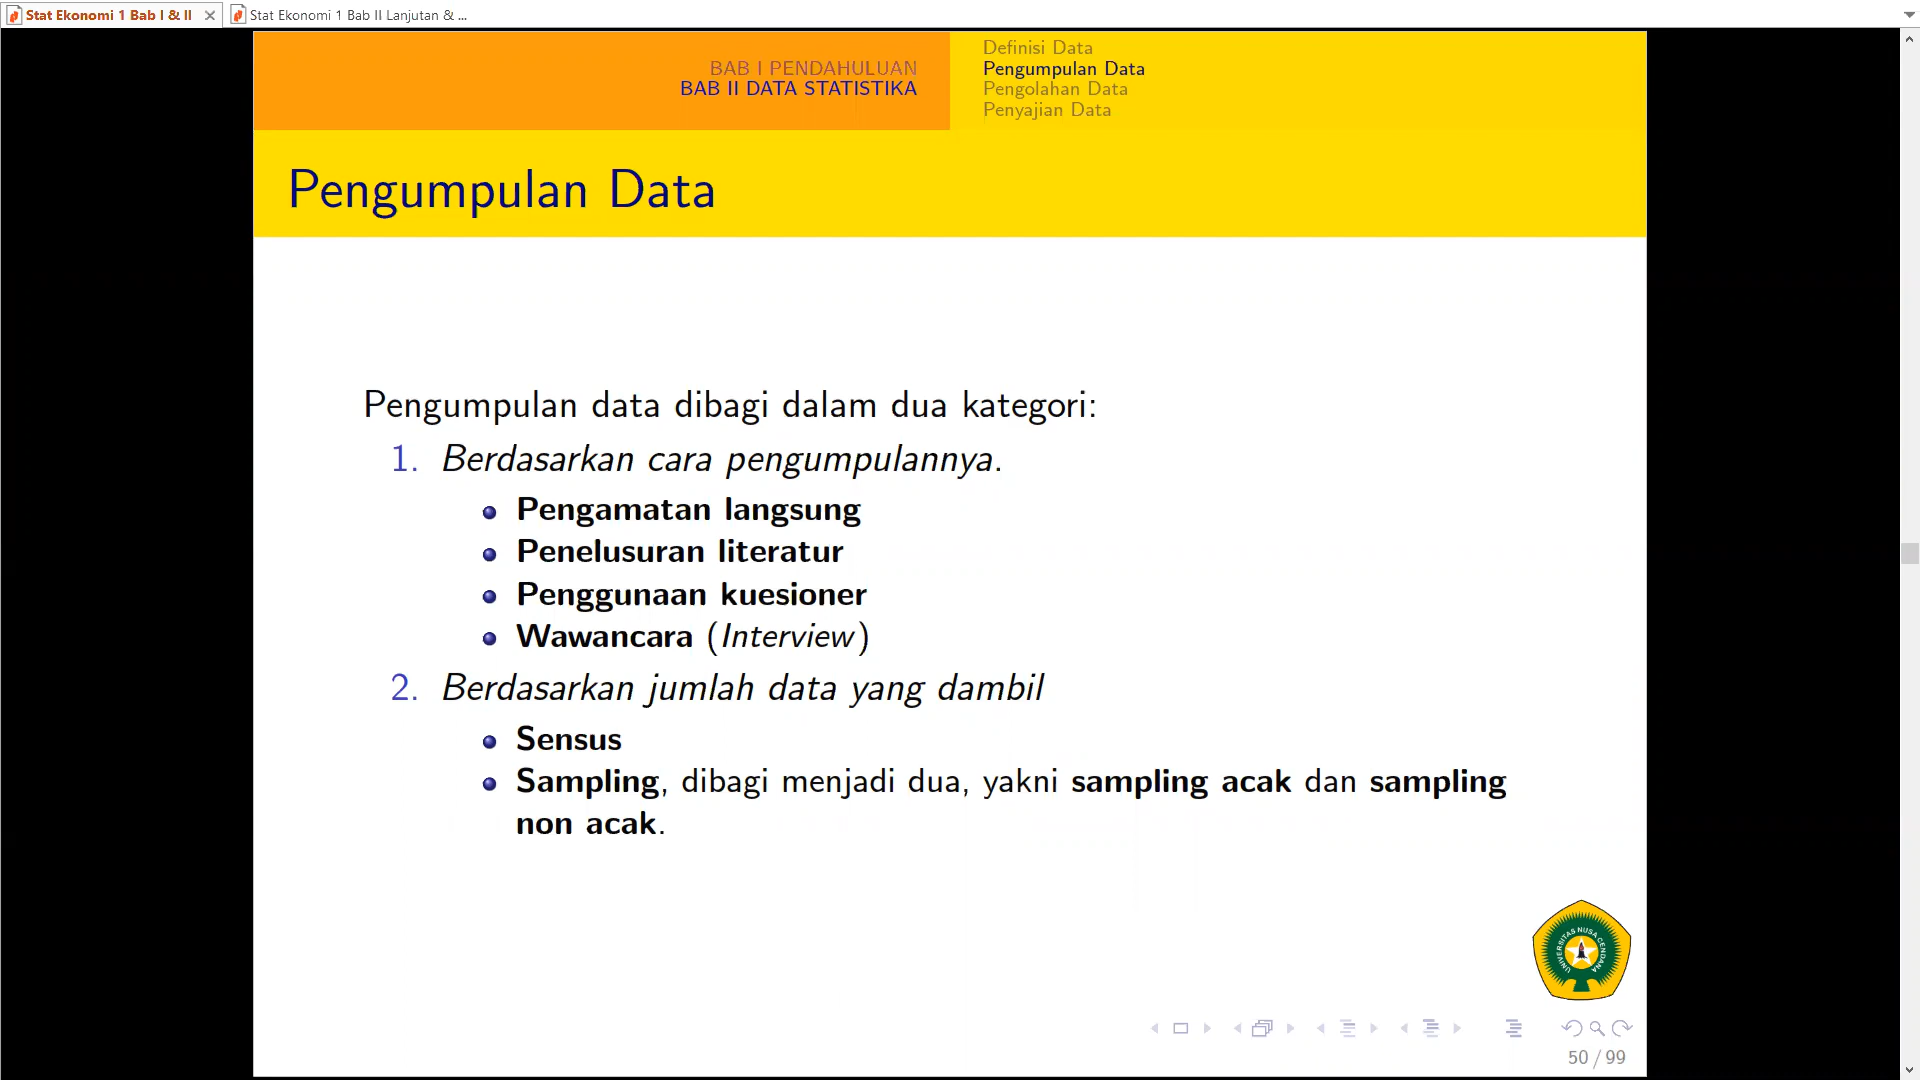 Stat Ekonomi 1 Bab I & II
Stat Ekonomi 1 Bab II Lanjutan & ...
BAB I PENDAHULUAN
BAB II DATA STATISTIKA
Definisi Data
Pengumpulan Data
Pengolahan Data
Penyajian Data
Pengumpulan Data
Pengumpulan data dibagi dalam dua kategori:
1. Berdasarkan cara pengumpulannya.
Pengamatan langsung
Penelusuran literatur
Penggunaan kuesioner
Wawancara (Interview)
2. Berdasarkan jumlah data yang dambil
Sensus
Sampling, dibagi menjadi dua, yakni sampling acak dan sampling
non acak.
UNIVERSITAS NUSA CENDANA
50 / 99